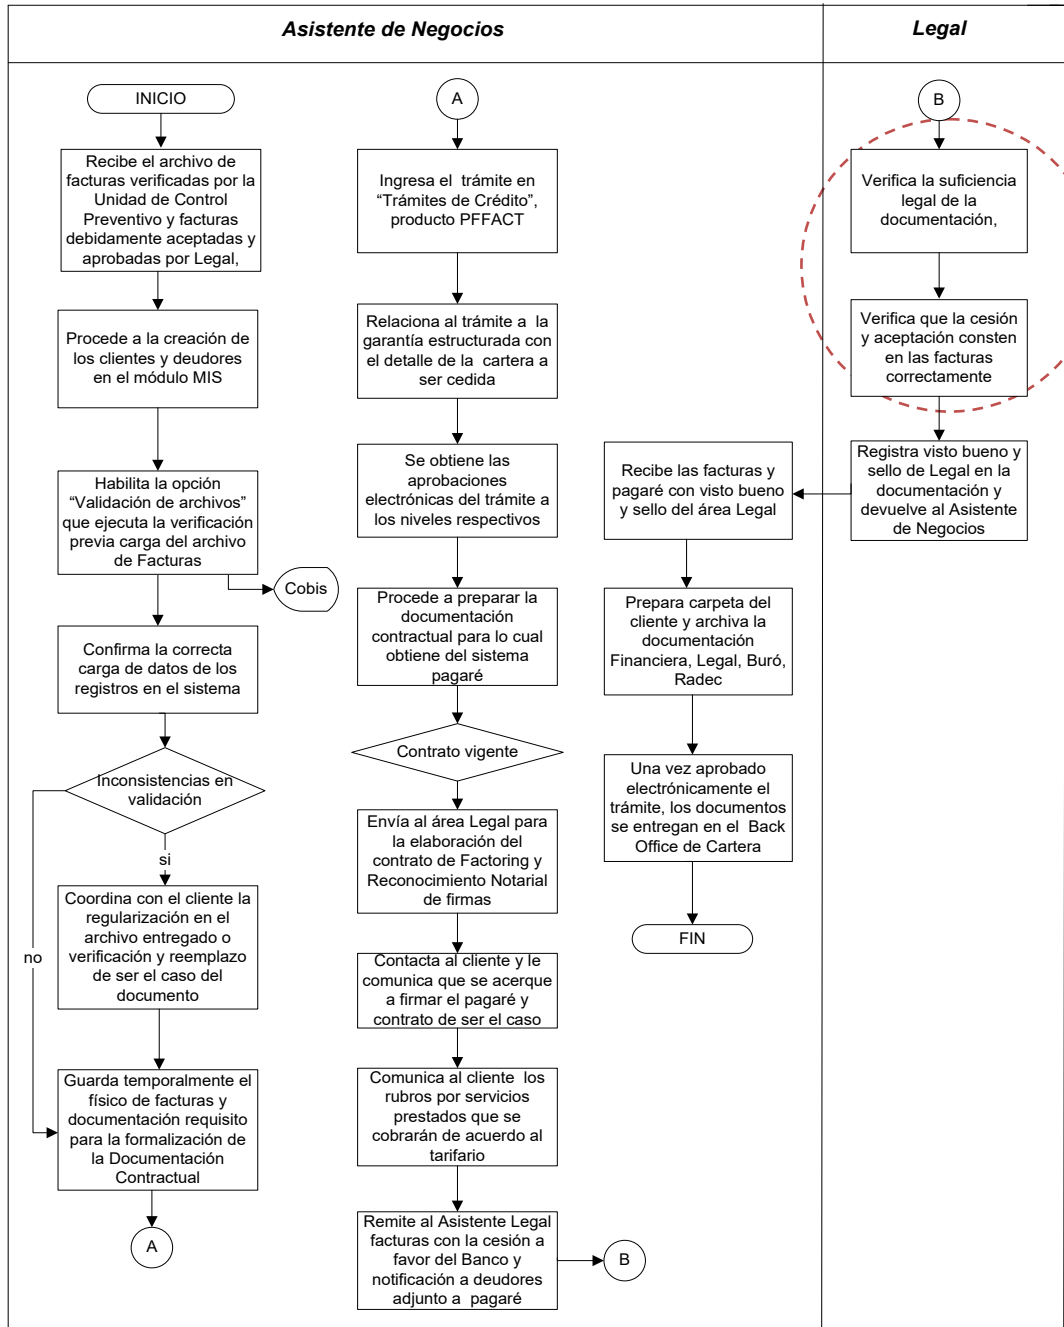 Asistente de Negocios
Legal
INICIO
Recibe el archivo de
facturas verificadas por la
Unidad de Control
Preventivo y facturas
debidamente aceptadas y
aprobadas por Legal,
Procede a la creación de
los clientes y deudores
en el módulo MIS
Habilita la opción
“Validación de archivos”
que ejecuta la verificación
previa carga del archivo
de Facturas
Cobis
Confirma la correcta
carga de datos de los
registros en el sistema
Inconsistencias en
validación
si
no
Coordina con el cliente la
regularización en el
archivo entregado o
verificación y reemplazo
de ser el caso del
documento
Guarda temporalmente el
físico de facturas y
documentación requisito
para la formalización de
la Documentación
Contractual
A
A
Ingresa el  trámite en
“Trámites de Crédito”,
producto PFFACT
Relaciona al trámite a  la
garantía estructurada con
el detalle de la  cartera a
ser cedida
Se obtiene las
aprobaciones
electrónicas del trámite a
los niveles respectivos
Procede a preparar la
documentación
contractual para lo cual
obtiene del sistema
pagaré
Contrato vigente
Envía al área Legal para
la elaboración del
contrato de Factoring y
Reconocimiento Notarial
de firmas
Contacta al cliente y le
comunica que se acerque
a firmar el pagaré y
contrato de ser el caso
Comunica al cliente  los
rubros por servicios
prestados que se
cobrarán de acuerdo al
tarifario
Remite al Asistente Legal
facturas con la cesión a
favor del Banco y
notificación a deudores
adjunto a  pagaré
B
B
Verifica la suficiencia
legal de la
documentación,
Verifica que la cesión
y aceptación consten
en las facturas
correctamente
Registra visto bueno y
sello de Legal en la
documentación y
devuelve al Asistente
de Negocios
Recibe las facturas y
pagaré con visto bueno
y sello del área Legal
Prepara carpeta del
cliente y archiva la
documentación
Financiera, Legal, Buró,
Radec
Una vez aprobado
electrónicamente el
trámite, los documentos
se entregan en el  Back
Office de Cartera
FIN